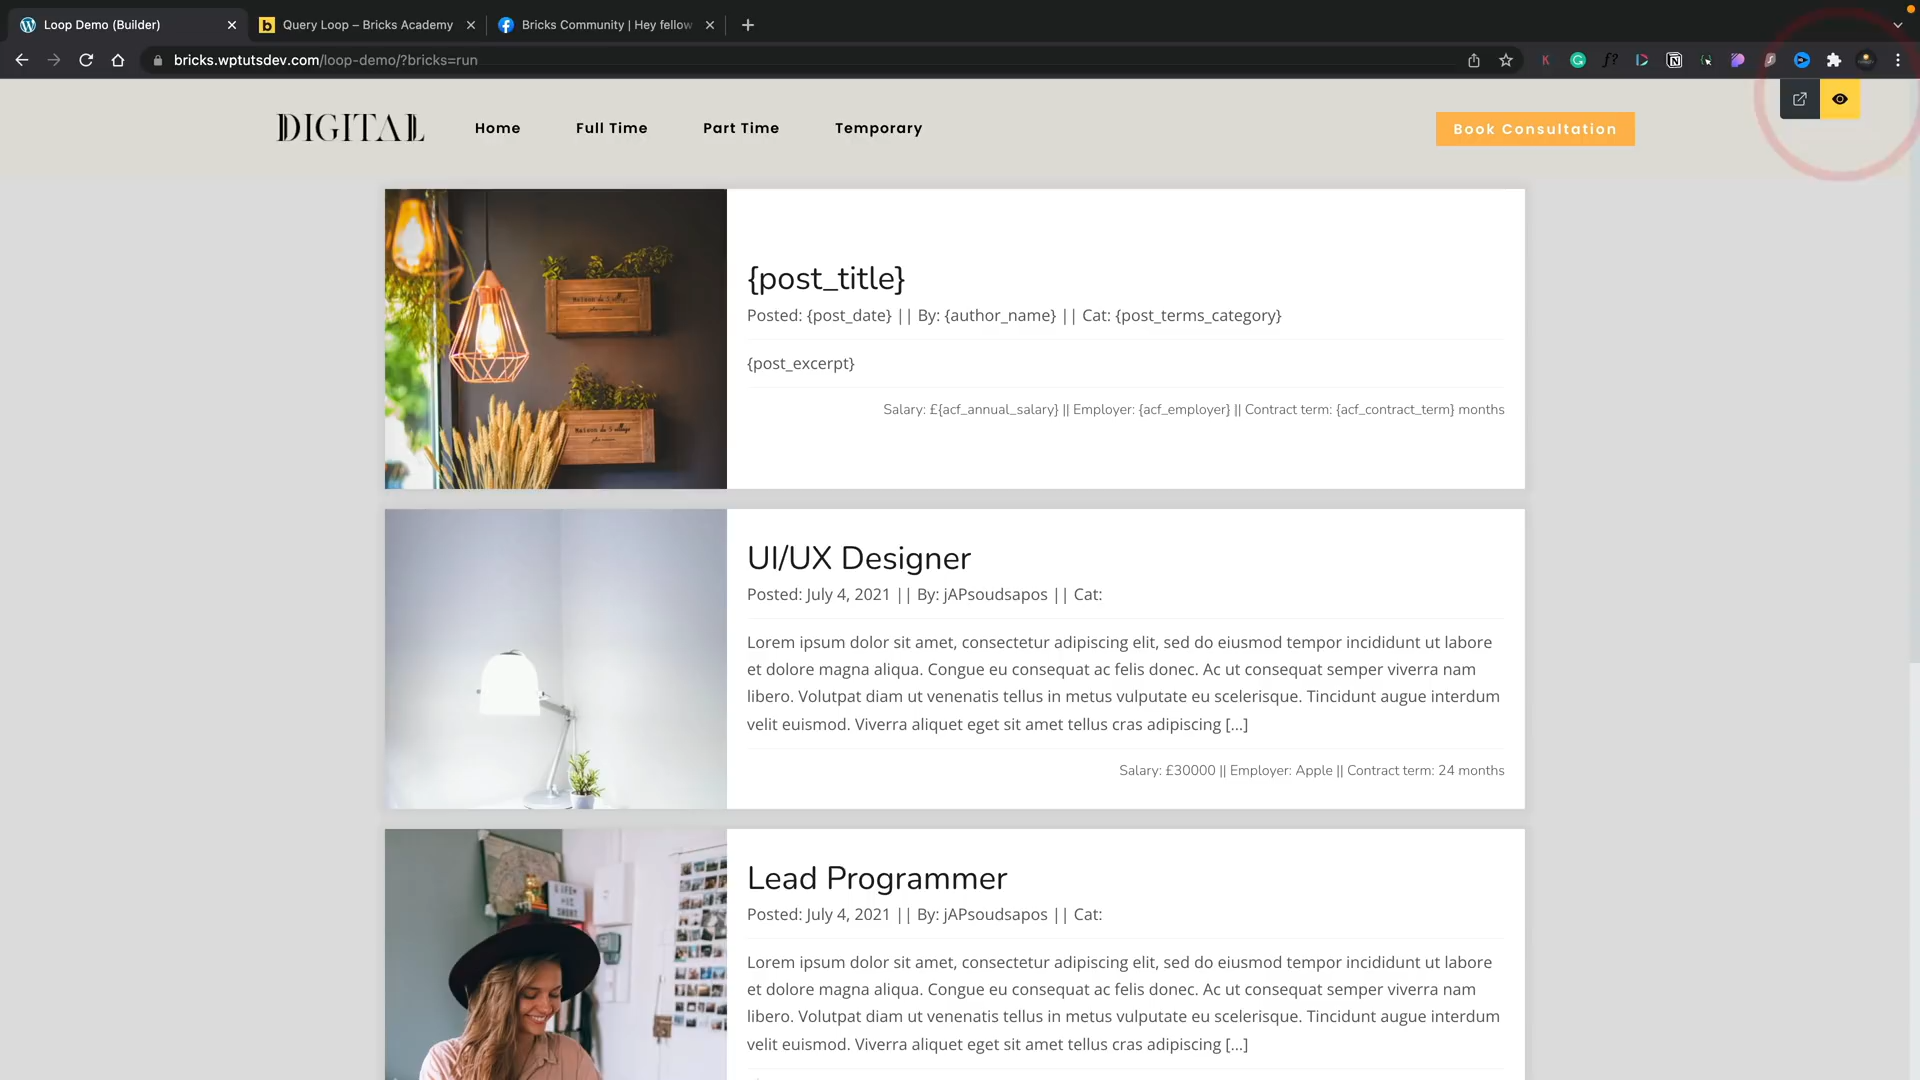 Loop Demo (Builder)
Query Loop – Bricks Academy
Bricks Community | Hey fellow
bricks.wptutsdev.com/loop-demo/?bricks=run
DIGITAL
Home
Full Time
Part Time
Temporary
Book Consultation
{post_title}
Posted: {post_date} || By: {author_name} || Cat: {post_terms_category}
{post_excerpt}
Salary: £{acf_annual_salary} || Employer: {acf_employer} || Contract term: {acf_contract_term} months
UI/UX Designer
Posted: July 4, 2021 || By: jAPsoudsapos || Cat:
Lorem ipsum dolor sit amet, consectetur adipiscing elit, sed do eiusmod tempor incididunt ut labore
et dolore magna aliqua. Congue eu consequat ac felis donec. Ac ut consequat semper viverra nam
libero. Volutpat diam ut venenatis tellus in metus vulputate eu scelerisque. Tincidunt augue interdum
velit euismod. Viverra aliquet eget sit amet tellus cras adipiscing [...]
Salary: £30000 || Employer: Apple || Contract term: 24 months
Lead Programmer
Posted: July 4, 2021 || By: jAPsoudsapos || Cat:
Lorem ipsum dolor sit amet, consectetur adipiscing elit, sed do eiusmod tempor incididunt ut labore
et dolore magna aliqua. Congue eu consequat ac felis donec. Ac ut consequat semper viverra nam
libero. Volutpat diam ut venenatis tellus in metus vulputate eu scelerisque. Tincidunt augue interdum
velit euismod. Viverra aliquet eget sit amet tellus cras adipiscing [...]